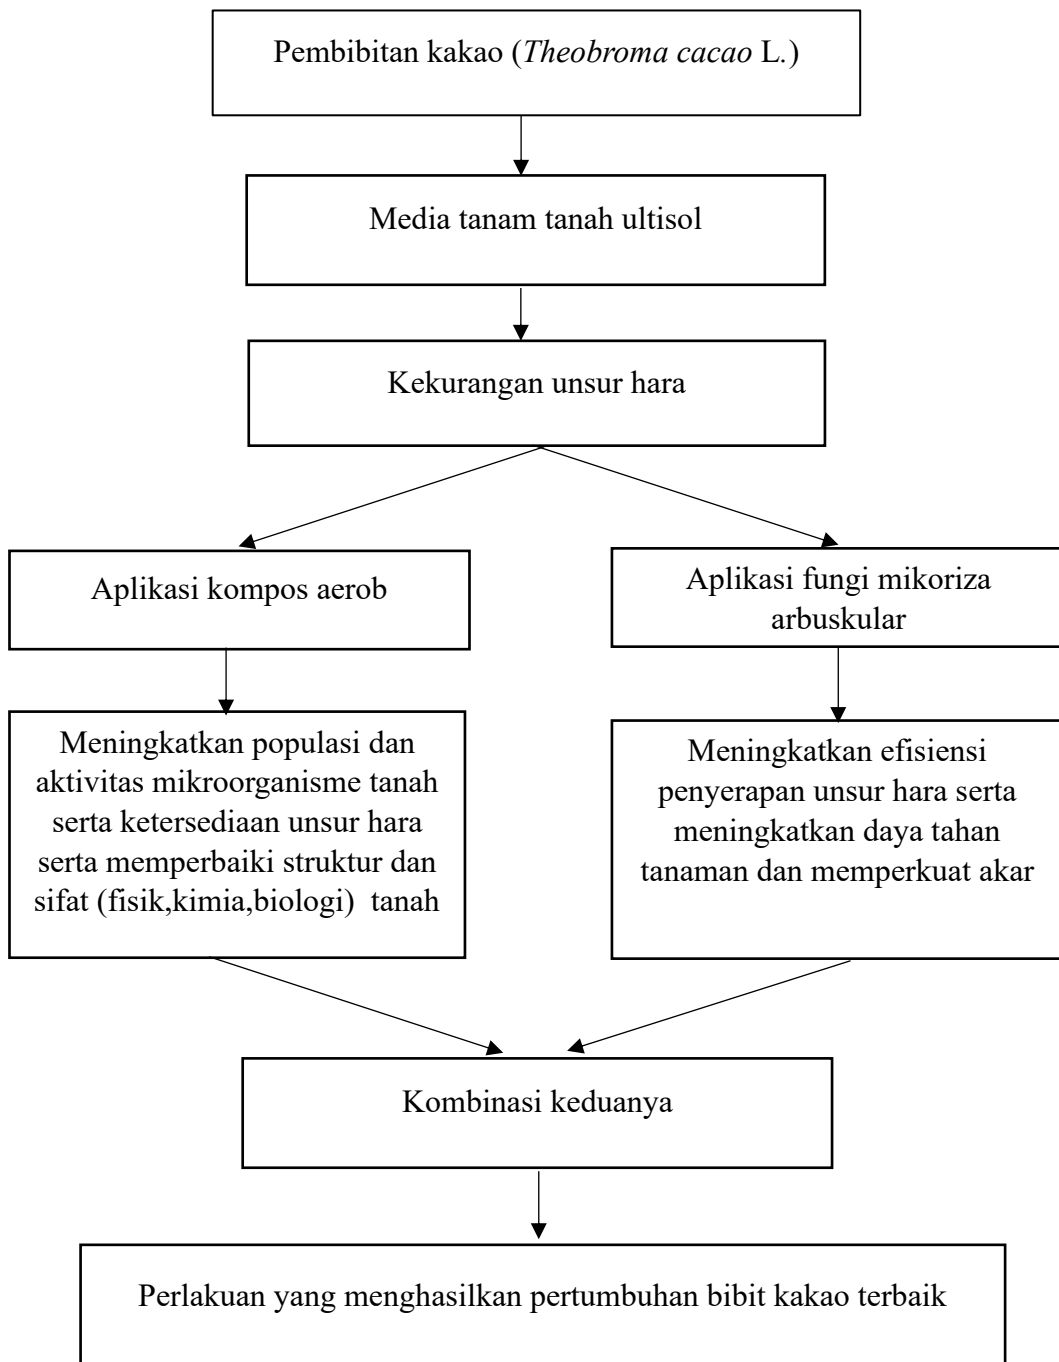 Pembibitan kakao (Theobroma cacao L.)
Media tanam tanah ultisol
Kekurangan unsur hara
Aplikasi kompos aerob
Aplikasi fungi mikoriza
arbuskular
Meningkatkan populasi dan
aktivitas mikroorganisme tanah
serta ketersediaan unsur hara
serta memperbaiki struktur dan
sifat (fisik,kimia,biologi)  tanah
Meningkatkan efisiensi
penyerapan unsur hara serta
meningkatkan daya tahan
tanaman dan memperkuat akar
Kombinasi keduanya
Perlakuan yang menghasilkan pertumbuhan bibit kakao terbaik